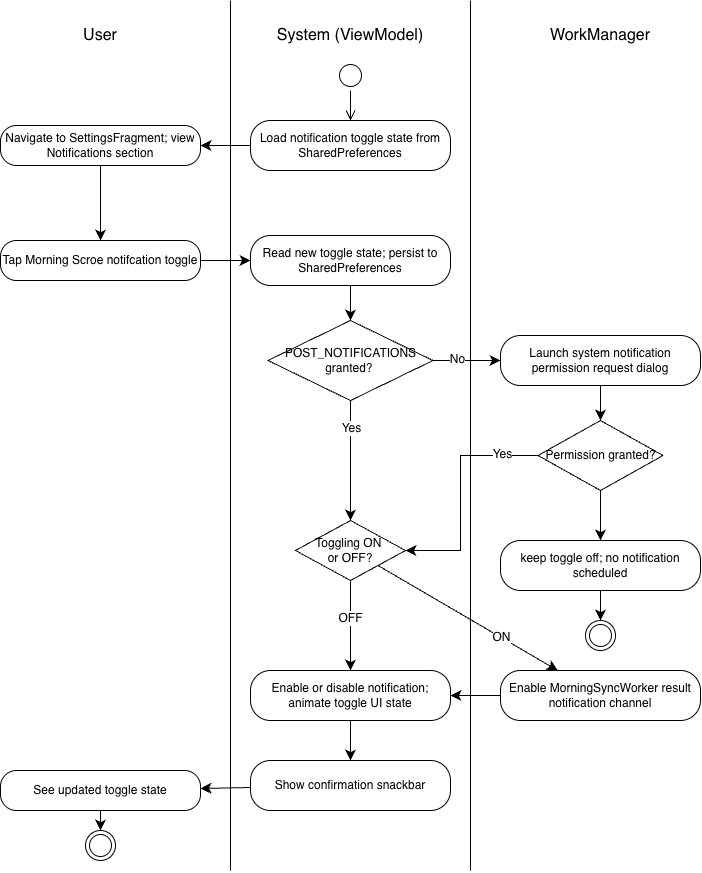 User
System (ViewModel)
WorkManager
Load notification toggle state from
SharedPreferences
Navigate to SettingsFragment; view
Notifications section
Tap Morning Scroe notifcation toggle
Read new toggle state; persist to
SharedPreferences
POST_NOTIFICATIONS
granted?
No
Launch system notification
permission request dialog
Yes
Permission granted?
Yes
Toggling ON
or OFF?
keep toggle off; no notification
scheduled
OFF
ON
Enable or disable notification;
animate toggle UI state
Enable MorningSyncWorker result
notification channel
Show confirmation snackbar
See updated toggle state